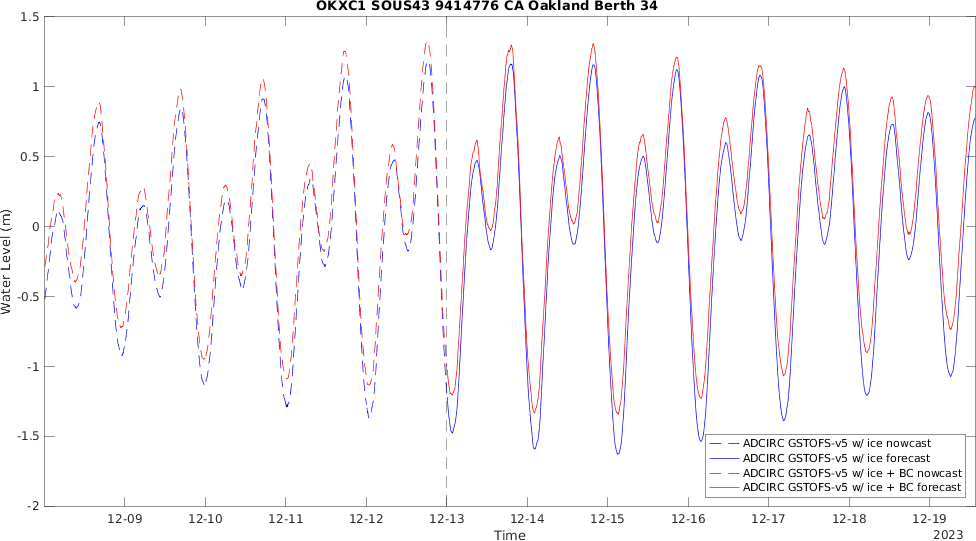 OKXC1 SOUS43 9414776 CA Oakland Berth 34
1.5
1
0.5
0
-0.5
-1
-1.5
-2
Water Level (m)
12-09
12-10
12-11
12-12
12-13
12-14
12-15
12-16
12-17
12-18
12-19
Time
2023
ADCIRC GSTOFS-v5 w/ ice nowcast
ADCIRC GSTOFS-v5 w/ ice forecast
ADCIRC GSTOFS-v5 w/ ice + BC nowcast
ADCIRC GSTOFS-v5 w/ ice + BC forecast